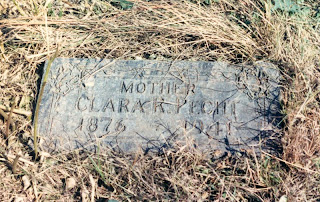 MOTHER
CLARA K. PECHT
1876 1941